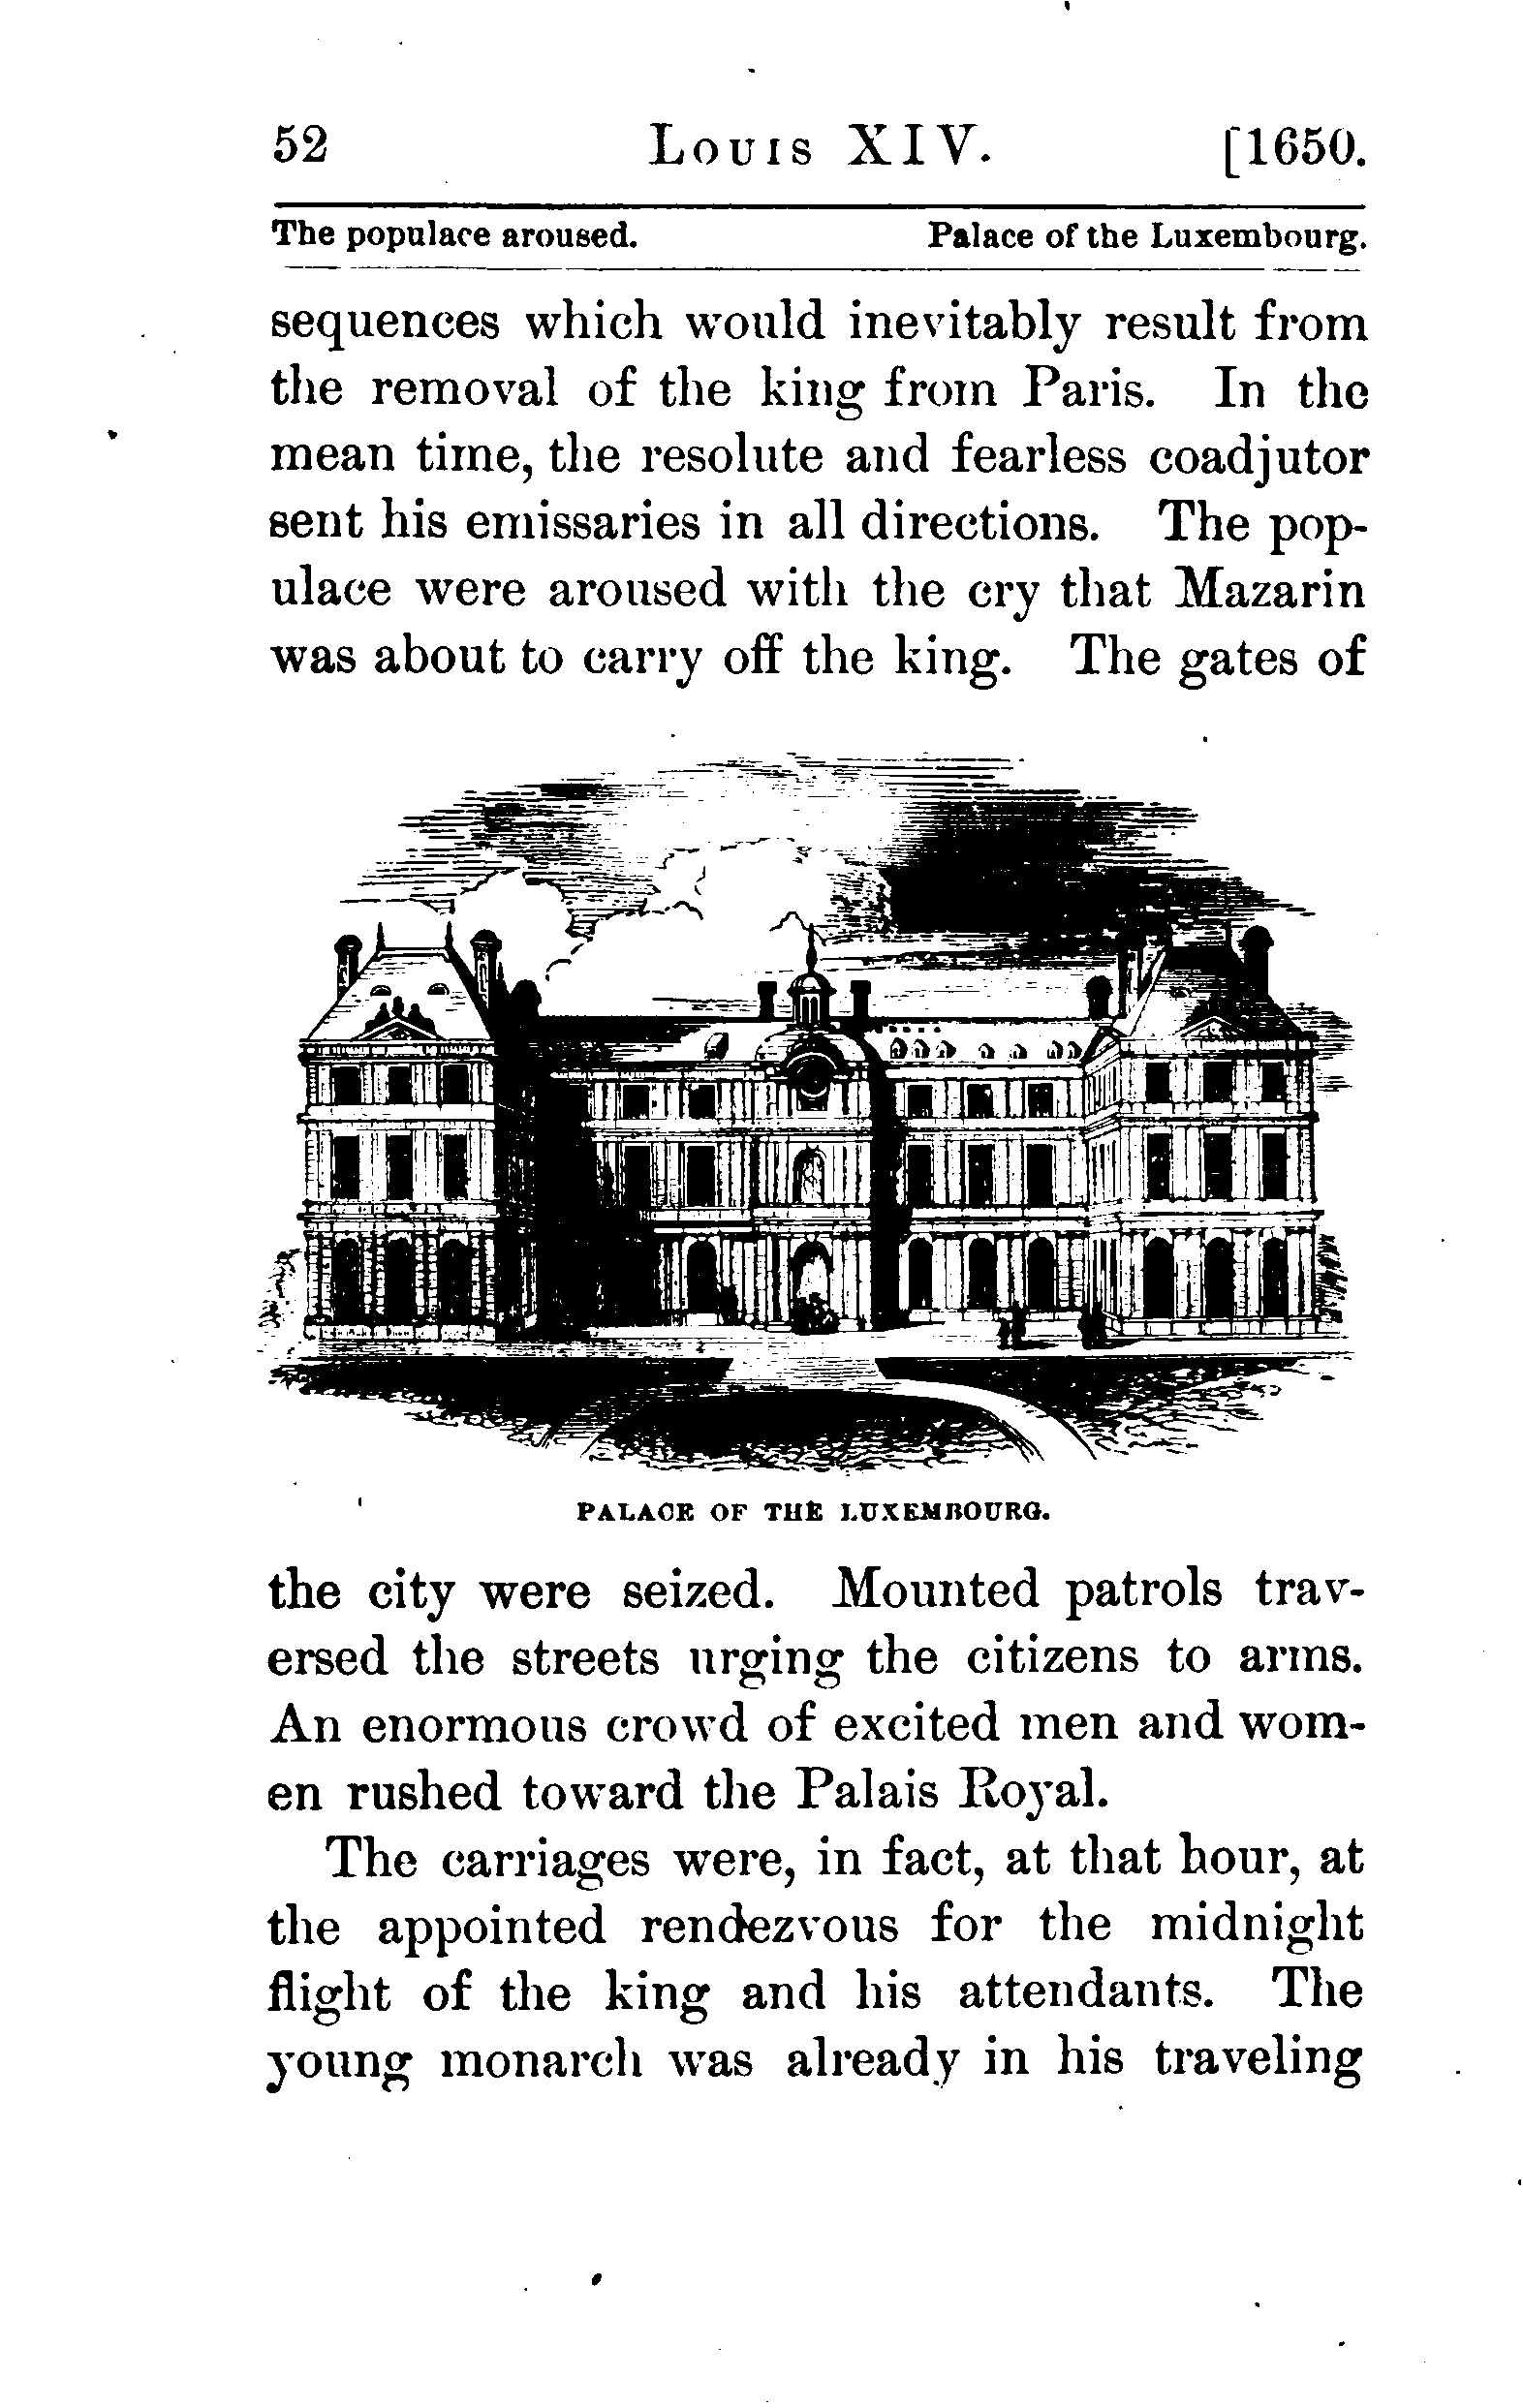 52 Louis XIV. [1650.
The populace aroused. Palace of the Luxembourg.
sequences which would inevitably result from
the removal of the king from Paris. In the
mean time, the resolute and fearless coadjutor
sent his emissaries in all directions. The pop-
ulace were aroused with the cry that Mazarin
was about to carry off the king. The gates of
PALACE OF THE LUXEMBOURG.
the city were seized. Mounted patrols trav-
ersed the streets urging the citizens to arms.
An enormous crowd of excited men and wom-
en rushed toward the Palais Royal.
The carriages were, in fact, at that hour, at
the appointed rendezvous for the midnight
flight of the king and his attendants. The
young monarch was already in his traveling